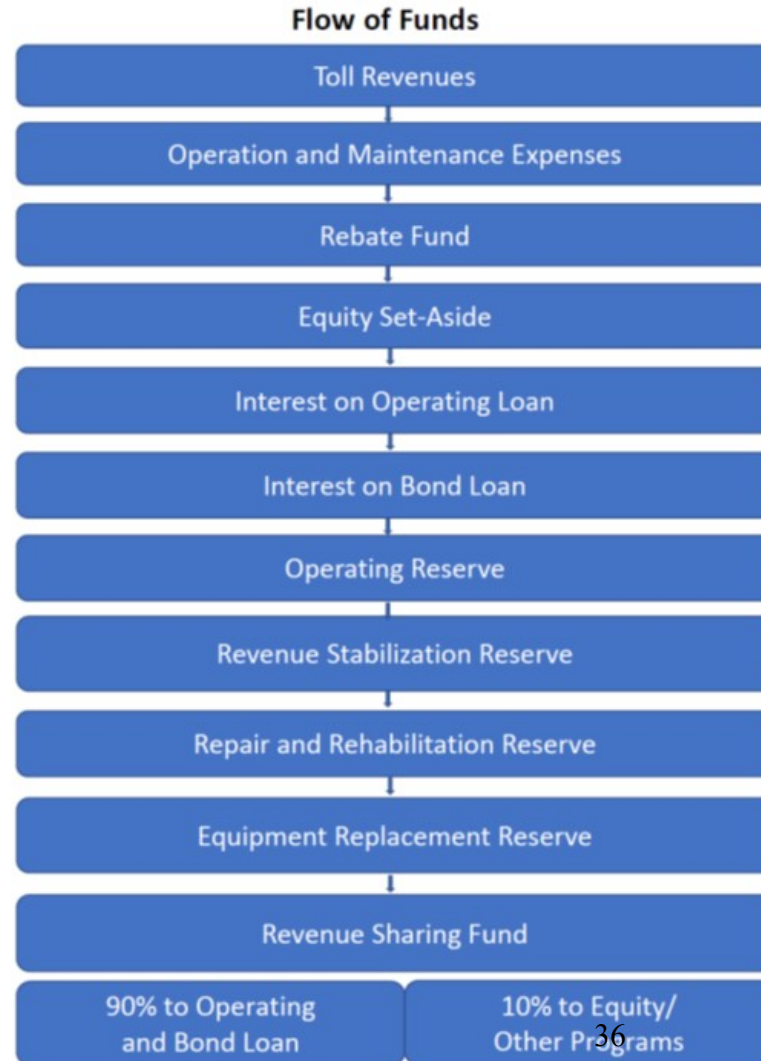 Flow of Funds
Toll Revenues
Operation and Maintenance Expenses
Rebate Fund
Equity Set-Aside
Interest on Operating Loan
Interest on Bond Loan
Operating Reserve
Revenue Stabilization Reserve
Repair and Rehabilitation Reserve
Equipment Replacement Reserve
Revenue Sharing Fund
90% to Operating
and Bond Loan
10% to Equity/
Other Programs
36